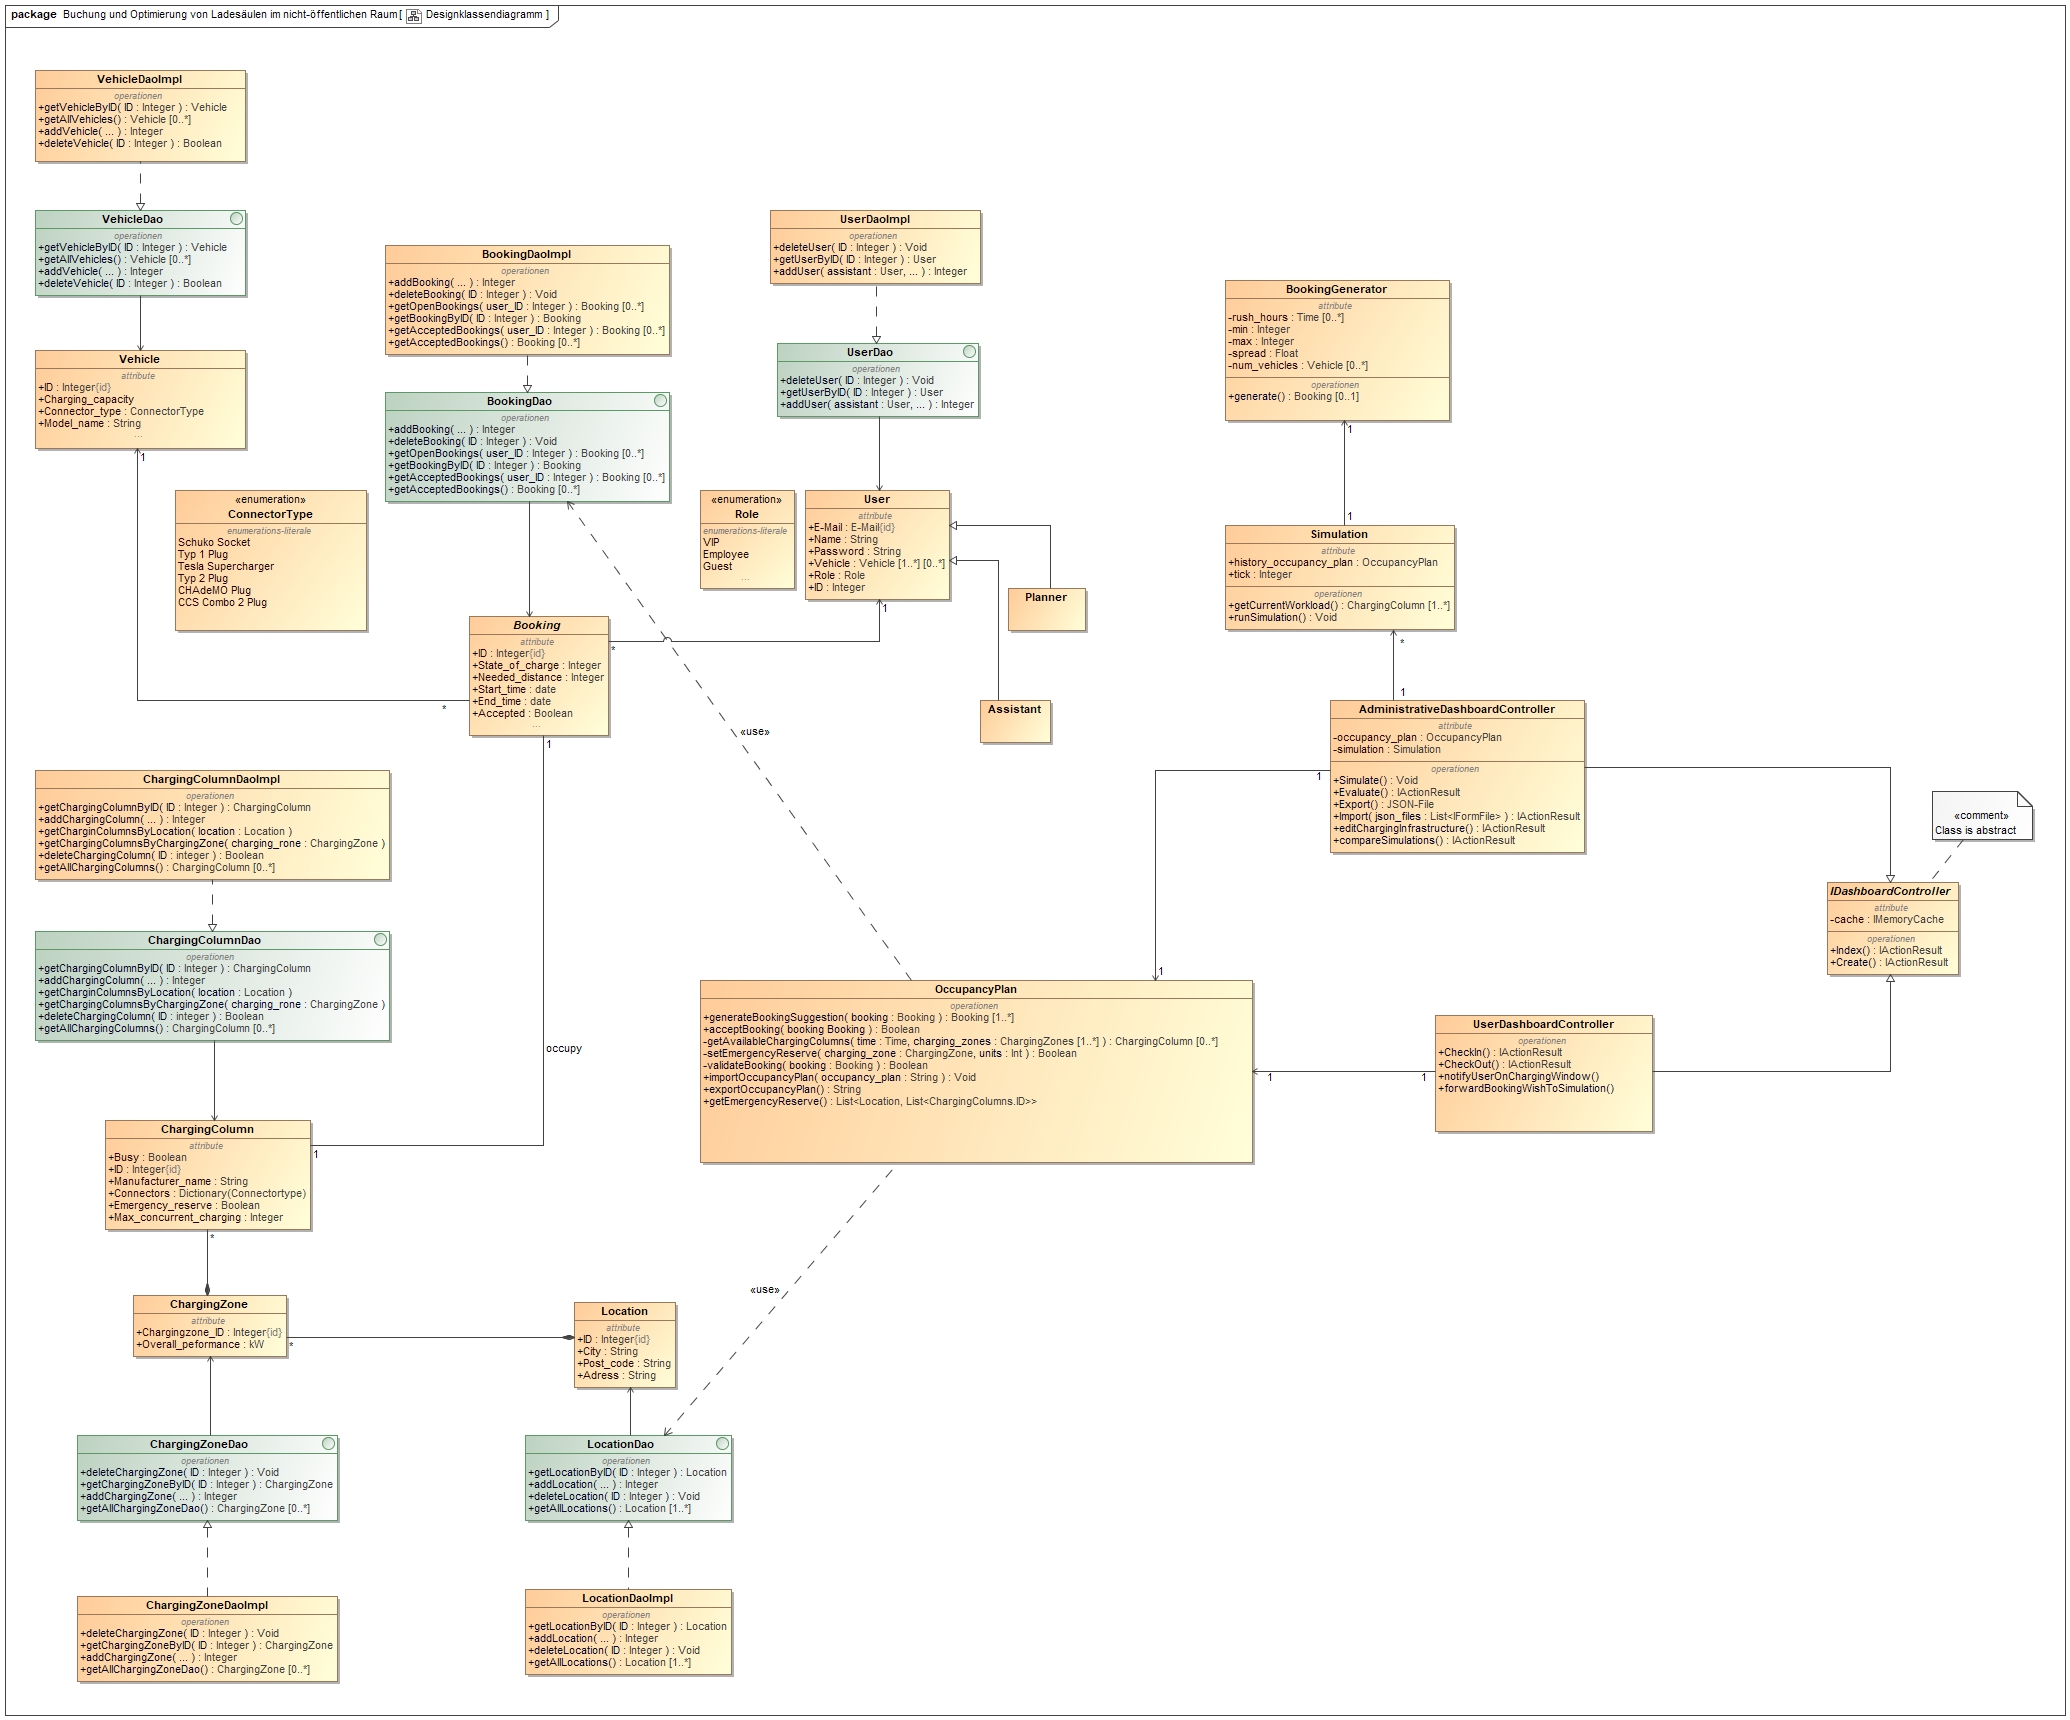 package Buchung und Optimierung von Ladesäulen im nicht-öffentlichen Raum [ Designklassendiagramm ]
VehicleDaoImpl
operationen
+getVehicleByID( ID : Integer ) : Vehicle
+getAllVehicles() : Vehicle [0..*]
+addVehicle( ... ) : Integer
+deleteVehicle( ID : Integer ) : Boolean
VehicleDao
operationen
+getVehicleByID( ID : Integer ) : Vehicle
+getAllVehicles() : Vehicle [0..*]
+addVehicle( ... ) : Integer
+deleteVehicle( ID : Integer ) : Boolean
Vehicle
attribute
+ID : Integer{id}
+Charging_capacity
+Connector_type : ConnectorType
+Model_name : String
...
1
«enumeration»
ConnectorType
enumerations-literale
Schuko Socket
Typ 1 Plug
Tesla Supercharger
Typ 2 Plug
CHAdeMO Plug
CCS Combo 2 Plug
BookingDaoImpl
operationen
+addBooking( ... ) : Integer
+deleteBooking( ID : Integer ) : Void
+getOpenBookings( user_ID : Integer ) : Booking [0..*]
+getBookingByID( ID : Integer ) : Booking
+getAcceptedBookings( user_ID : Integer ) : Booking [0..*]
+getAcceptedBookings() : Booking [0..*]
BookingDao
operationen
+addBooking( ... ) : Integer
+deleteBooking( ID : Integer ) : Void
+getOpenBookings( user_ID : Integer ) : Booking [0..*]
+getBookingByID( ID : Integer ) : Booking
+getAcceptedBookings( user_ID : Integer ) : Booking [0..*]
+getAcceptedBookings() : Booking [0..*]
Booking
attribute
+ID : Integer{id}
+State_of_charge : Integer
+Needed_distance : Integer
+Start_time : date
+End_time : date
+Accepted : Boolean
...
*
*
1
UserDaoImpl
operationen
+deleteUser( ID : Integer ) : Void
+getUserByID( ID : Integer ) : User
+addUser( assistant : User, ... ) : Integer
UserDao
operationen
+deleteUser( ID : Integer ) : Void
+getUserByID( ID : Integer ) : User
+addUser( assistant : User, ... ) : Integer
«enumeration»
Role
enumerations-literale
VIP
Employee
Guest
...
User
attribute
+E-Mail : E-Mail{id}
+Name : String
+Password : String
+Vehicle : Vehicle [1..*] [0..*]
+Role : Role
+ID : Integer
1
Planner
Assistant
«use»
BookingGenerator
attribute
-rush_hours : Time [0..*]
-min : Integer
-max : Integer
-spread : Float
-num_vehicles : Vehicle [0..*]
operationen
+generate() : Booking [0..1]
1
1
Simulation
attribute
+history_occupancy_plan : OccupancyPlan
+tick : Integer
operationen
+getCurrentWorkload() : ChargingColumn [1..*]
+runSimulation() : Void
*
1
AdministrativeDashboardController
attribute
-occupancy_plan : OccupancyPlan
-simulation : Simulation
operationen
+Simulate() : Void
+Evaluate() : IActionResult
+Export() : JSON-File
+Import( json_files : List<IFormFile> ) : IActionResult
+editChargingInfrastructure() : IActionResult
+compareSimulations() : IActionResult
1
«comment»
Class is abstract
IDashboardController
attribute
-cache : IMemoryCache
operationen
+Index() : IActionResult
+Create() : IActionResult
ChargingColumnDaoImpl
operationen
+getChargingColumnByID( ID : Integer ) : ChargingColumn
+addChargingColumn( ... ) : Integer
+getCharginColumnsByLocation( location : Location )
+getChargingColumnsByChargingZone( charging_rone : ChargingZone )
+deleteChargingColumn( ID : integer ) : Boolean
+getAllChargingColumns() : ChargingColumn [0..*]
ChargingColumnDao
operationen
+getChargingColumnByID( ID : Integer ) : ChargingColumn
+addChargingColumn( ... ) : Integer
+getCharginColumnsByLocation( location : Location )
+getChargingColumnsByChargingZone( charging_rone : ChargingZone )
+deleteChargingColumn( ID : integer ) : Boolean
+getAllChargingColumns() : ChargingColumn [0..*]
occupy
1
OccupancyPlan
operationen
+generateBookingSuggestion( booking : Booking ) : Booking [1..*]
+acceptBooking( booking Booking ) : Boolean
-getAvailableChargingColumns( time : Time, charging_zones : ChargingZones [1..*] ) : ChargingColumn [0..*]
-setEmergencyReserve( charging_zone : ChargingZone, units : Int ) : Boolean
-validateBooking( booking : Booking ) : Boolean
+importOccupancyPlan( occupancy_plan : String ) : Void
+exportOccupancyPlan() : String
+getEmergencyReserve() : List<Location, List<ChargingColumns.ID>>
1
1
UserDashboardController
operationen
+CheckIn() : IActionResult
+CheckOut() : IActionResult
+notifyUserOnChargingWindow()
+forwardBookingWishToSimulation()
ChargingColumn
attribute
+Busy : Boolean
+ID : Integer{id}
+Manufacturer_name : String
+Connectors : Dictionary(Connectortype)
+Emergency_reserve : Boolean
+Max_concurrent_charging : Integer
1
*
ChargingZone
attribute
+Chargingzone_ID : Integer{id}
+Overall_peformance : kW
*
Location
attribute
+ID : Integer{id}
+City : String
+Post_code : String
+Adress : String
«use»
ChargingZoneDao
operationen
+deleteChargingZone( ID : Integer ) : Void
+getChargingZoneByID( ID : Integer ) : ChargingZone
+addChargingZone( ... ) : Integer
+getAllChargingZoneDao() : ChargingZone [0..*]
LocationDao
operationen
+getLocationByID( ID : Integer ) : Location
+addLocation( ... ) : Integer
+deleteLocation( ID : Integer ) : Void
+getAllLocations() : Location [1..*]
ChargingZoneDaoImpl
operationen
+deleteChargingZone( ID : Integer ) : Void
+getChargingZoneByID( ID : Integer ) : ChargingZone
+addChargingZone( ... ) : Integer
+getAllChargingZoneDao() : ChargingZone [0..*]
LocationDaoImpl
operationen
+getLocationByID( ID : Integer ) : Location
+addLocation( ... ) : Integer
+deleteLocation( ID : Integer ) : Void
+getAllLocations() : Location [1..*]